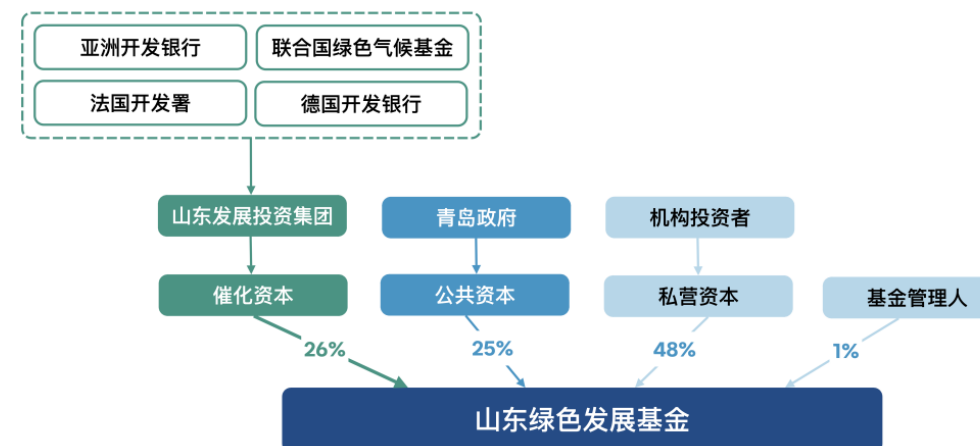 亚洲开发银行
联合国绿色气候基金
法国开发署
德国开发银行
山东发展投资集团
青岛政府
机构投资者
催化资本
公共资本
私营资本
基金管理人
26%
25%
48%
1%
山东绿色发展基金